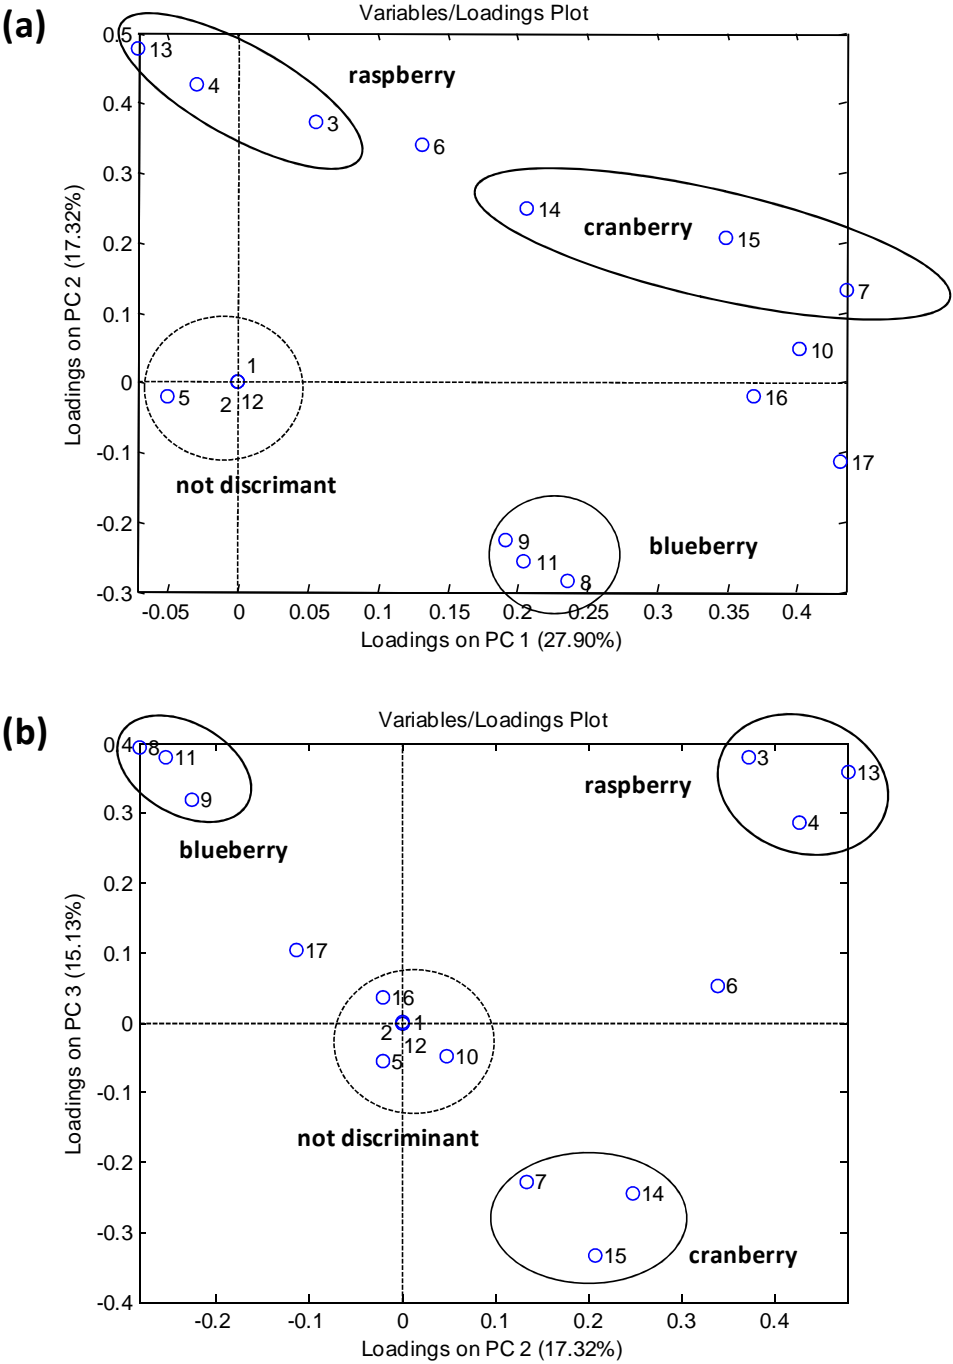 (a)
Variables/Loadings Plot
0.5
13
raspberry
4
0.4
3
6
0.3
14
cranberry
15
0.2
7
0.1
10
1
0
5
2 12
16
-0.1
17
not discrimant
-0.2
9
blueberry
11
8
-0.3
Loadings on PC 2 (17.32%)
-0.05 0 0.05 0.1 0.15 0.2 0.25 0.3 0.35 0.4
Loadings on PC 1 (27.90%)
(b)
Variables/Loadings Plot
0.4
8
11
3
13
raspberry
9
0.3
4
blueberry
0.2
0.1
17
6
16
0
1
2
12
5
10
-0.1
not discriminant
-0.2
7
14
-0.3
15
cranberry
-0.4
Loadings on PC 3 (15.13%)
-0.2 -0.1 0 0.1 0.2 0.3 0.4
Loadings on PC 2 (17.32%)